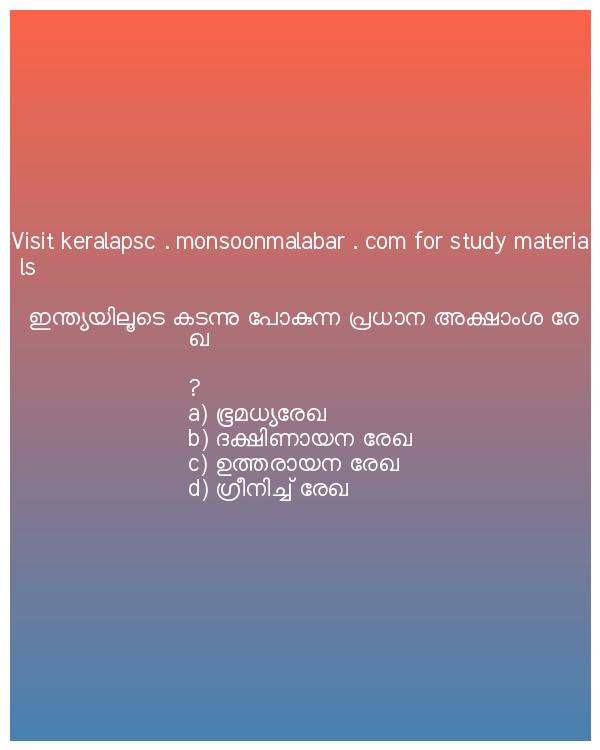 Visit keralapsc . monsoonmalabar . com for study materia
ls
ഇന്ത്യയിലൂടെ കടന്നു പോകുന്ന പ്രധാന അക്ഷാംശ രേ
ഖ
?
a) ഭൂമധ്യരേഖ
b) ദക്ഷിണായന രേഖ
c) ഉത്തരായന രേഖ
d) ഗ്രീനിച്ച് രേഖ